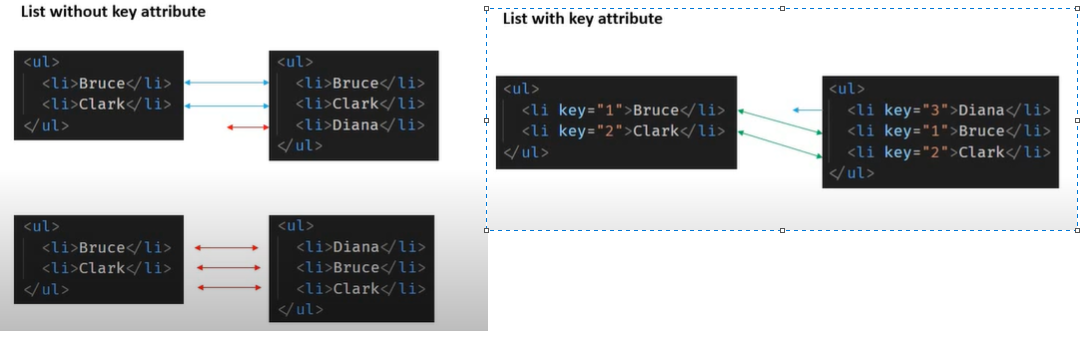 List without key attribute
<ul>
<li>Bruce</li>
<li>Clark</li>
</ul>
<ul>
<li>Bruce</li>
<li>Clark</li>
<li>Diana</li>
</ul>
<ul>
<li>Bruce</li>
<li>Clark</li>
</ul>
<ul>
<li>Diana</li>
<li>Bruce</li>
<li>Clark</li>
</ul>
List with key attribute
<ul>
<li key="1">Bruce</li>
<li key="2">Clark</li>
</ul>
<ul>
<li key="3">Diana</li>
<li key="1">Bruce</li>
<li key="2">Clark</li>
</ul>